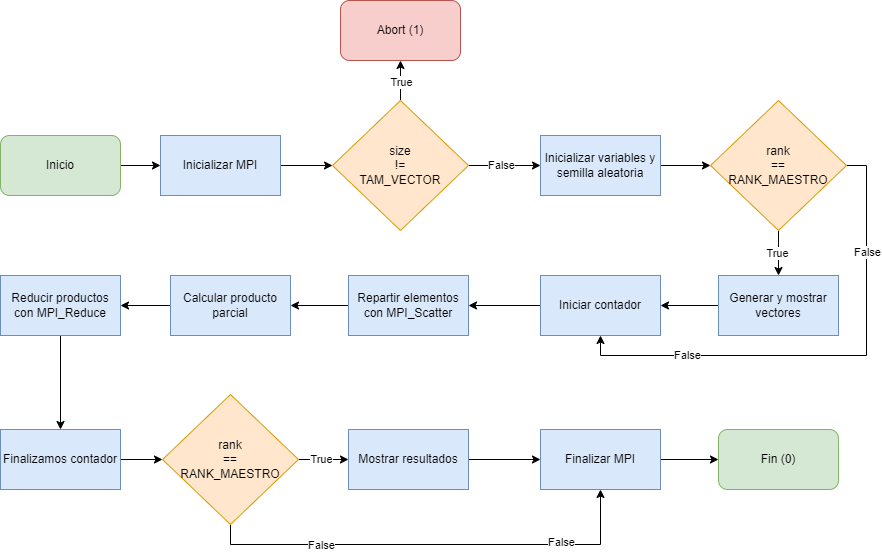 Abort (1)
True
Inicio
Inicializar MPI
size
!=
TAM_VECTOR
False
Inicializar variables y
semilla aleatoria
rank
==
RANK_MAESTRO
True
False
Reducir productos
con MPI_Reduce
Calcular producto
parcial
Repartir elementos
con MPI_Scatter
Iniciar contador
Generar y mostrar
vectores
False
Finalizamos contador
rank
==
RANK_MAESTRO
True
Mostrar resultados
Finalizar MPI
Fin (0)
False
False